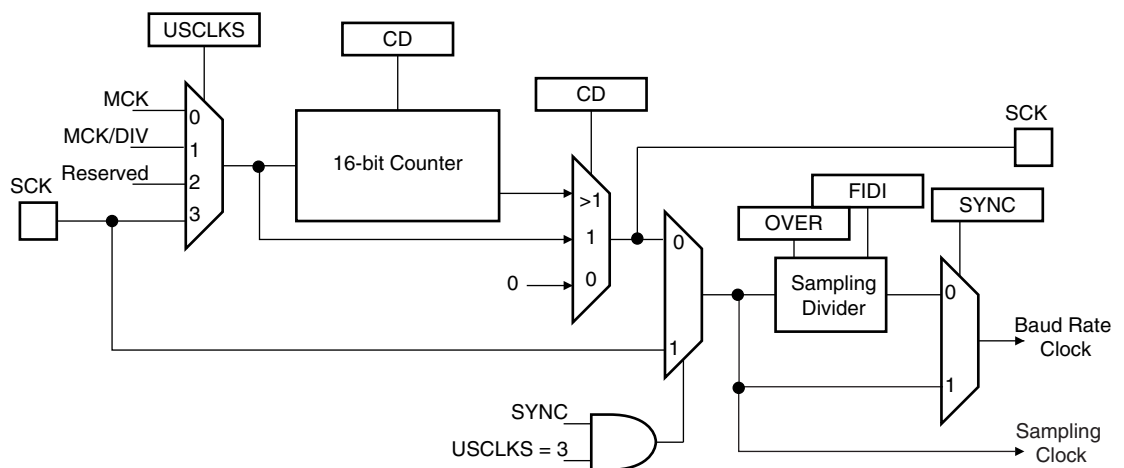 USCLKS
CD
CD
MCK
0
MCK/DIV
1
Reserved
2
SCK
3
16-bit Counter
>1
1
0
0
SCK
FIDI
OVER
SYNC
0
Sampling
Divider
0
Baud Rate
Clock
1
1
SYNC
USCLKS = 3
Sampling
Clock